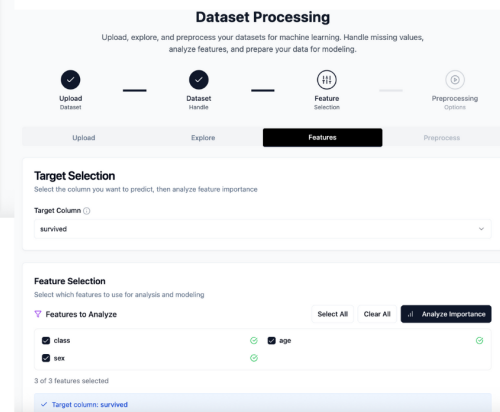 Dataset Processing
Upload, explore, and preprocess your datasets for machine learning. Handle missing values,
analyze features, and prepare your data for modeling.
Upload
Dataset
Dataset
Handle
Feature
Selection
Preprocessing
Options
Upload
Explore
Features
Preprocess
Target Selection
Select the column you want to predict, then analyze feature importance
Target Column
survived
Feature Selection
Select which features to use for analysis and modeling
Features to Analyze
Select All
Clear All
Analyze Importance
class
age
sex
3 of 3 features selected
Target column: survived